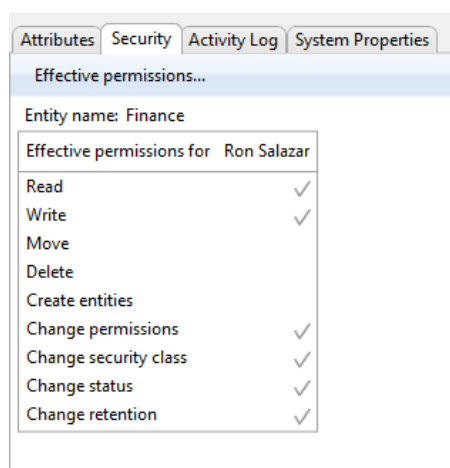 Attributes Security Activity Log System Properties
Effective permissions...
Entity name: Finance
Effective permissions for Ron Salazar
Read
Write
Move
Delete
Create entities
Change permissions
Change security class
Change status
Change retention